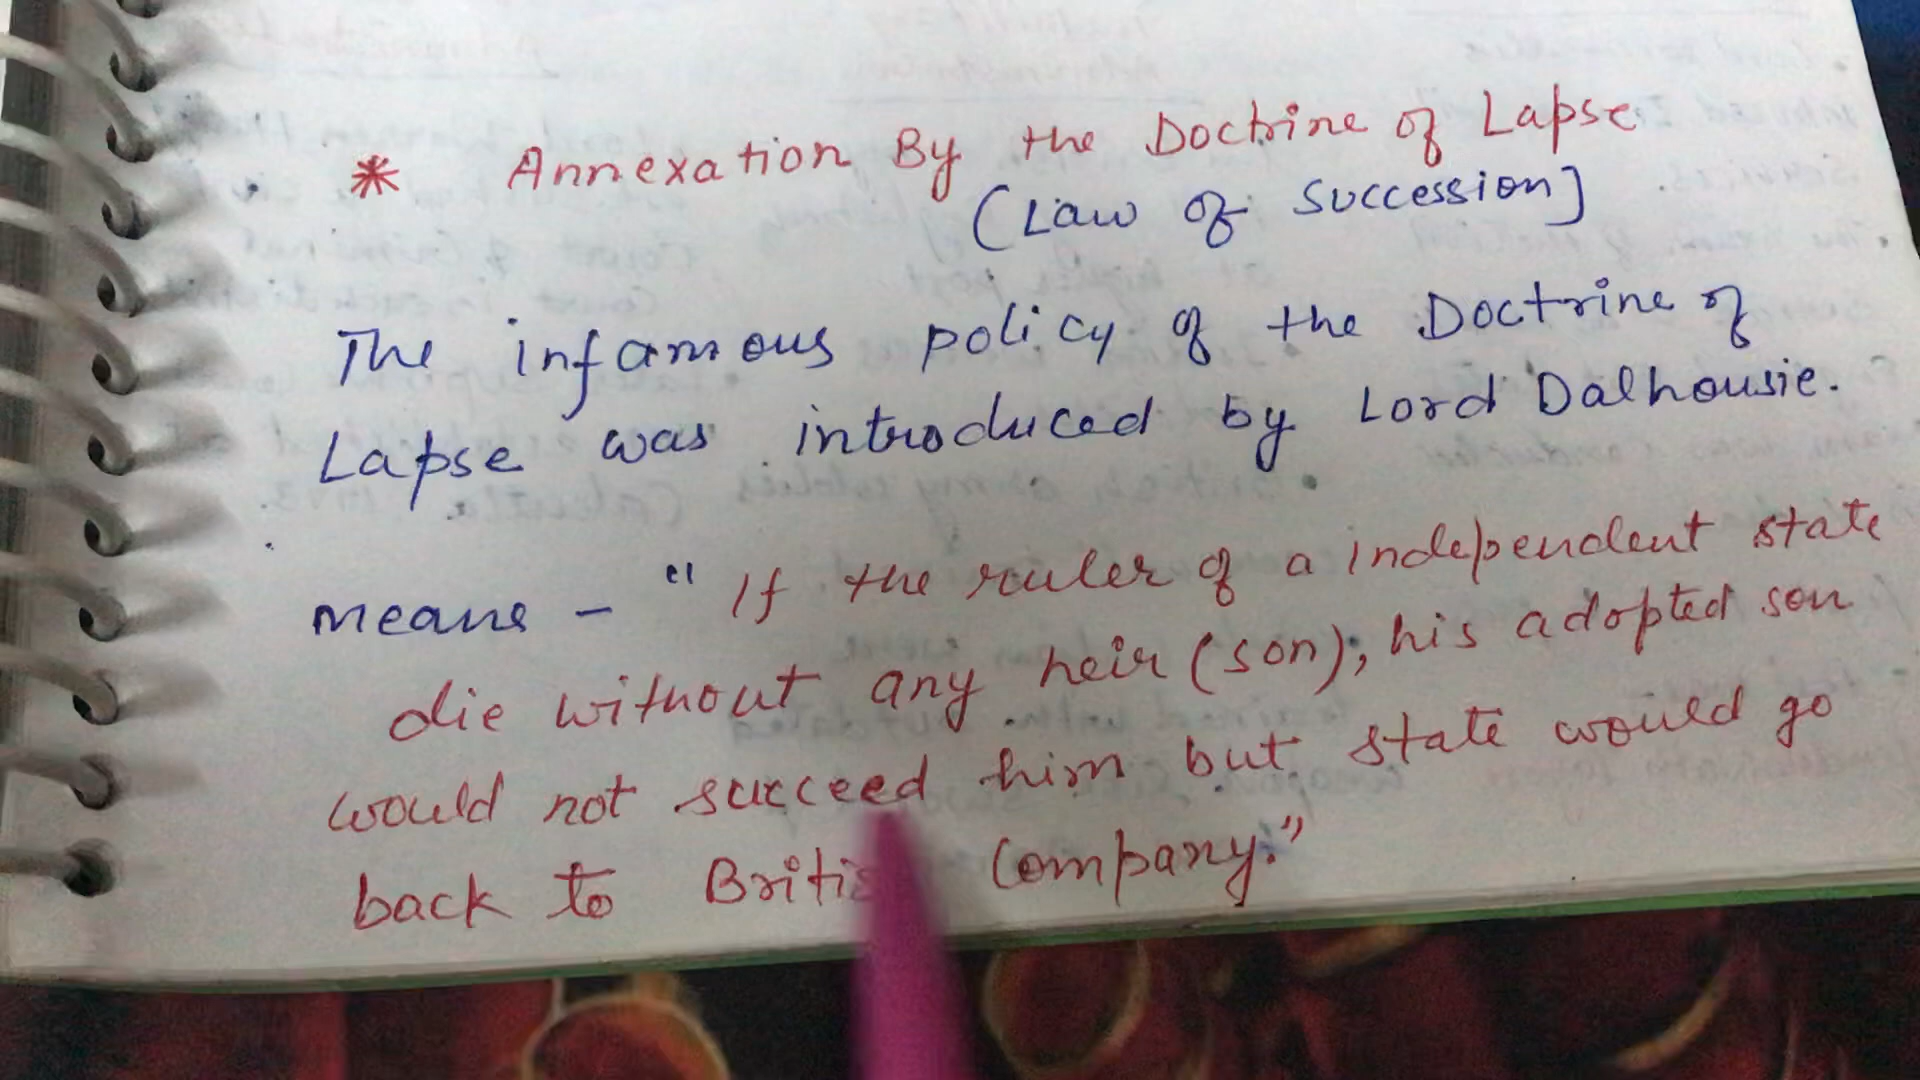 * Annexation By the Doctrine of Lapse
(Law of Succession]
The infamous policy of the Doctrine of
Lapse was introduced by Lord Dalhousie.
means - " If the ruler of a independent state
die without any heir (son), his adopted son
would not succeed him but state would go
back to Britis Company."